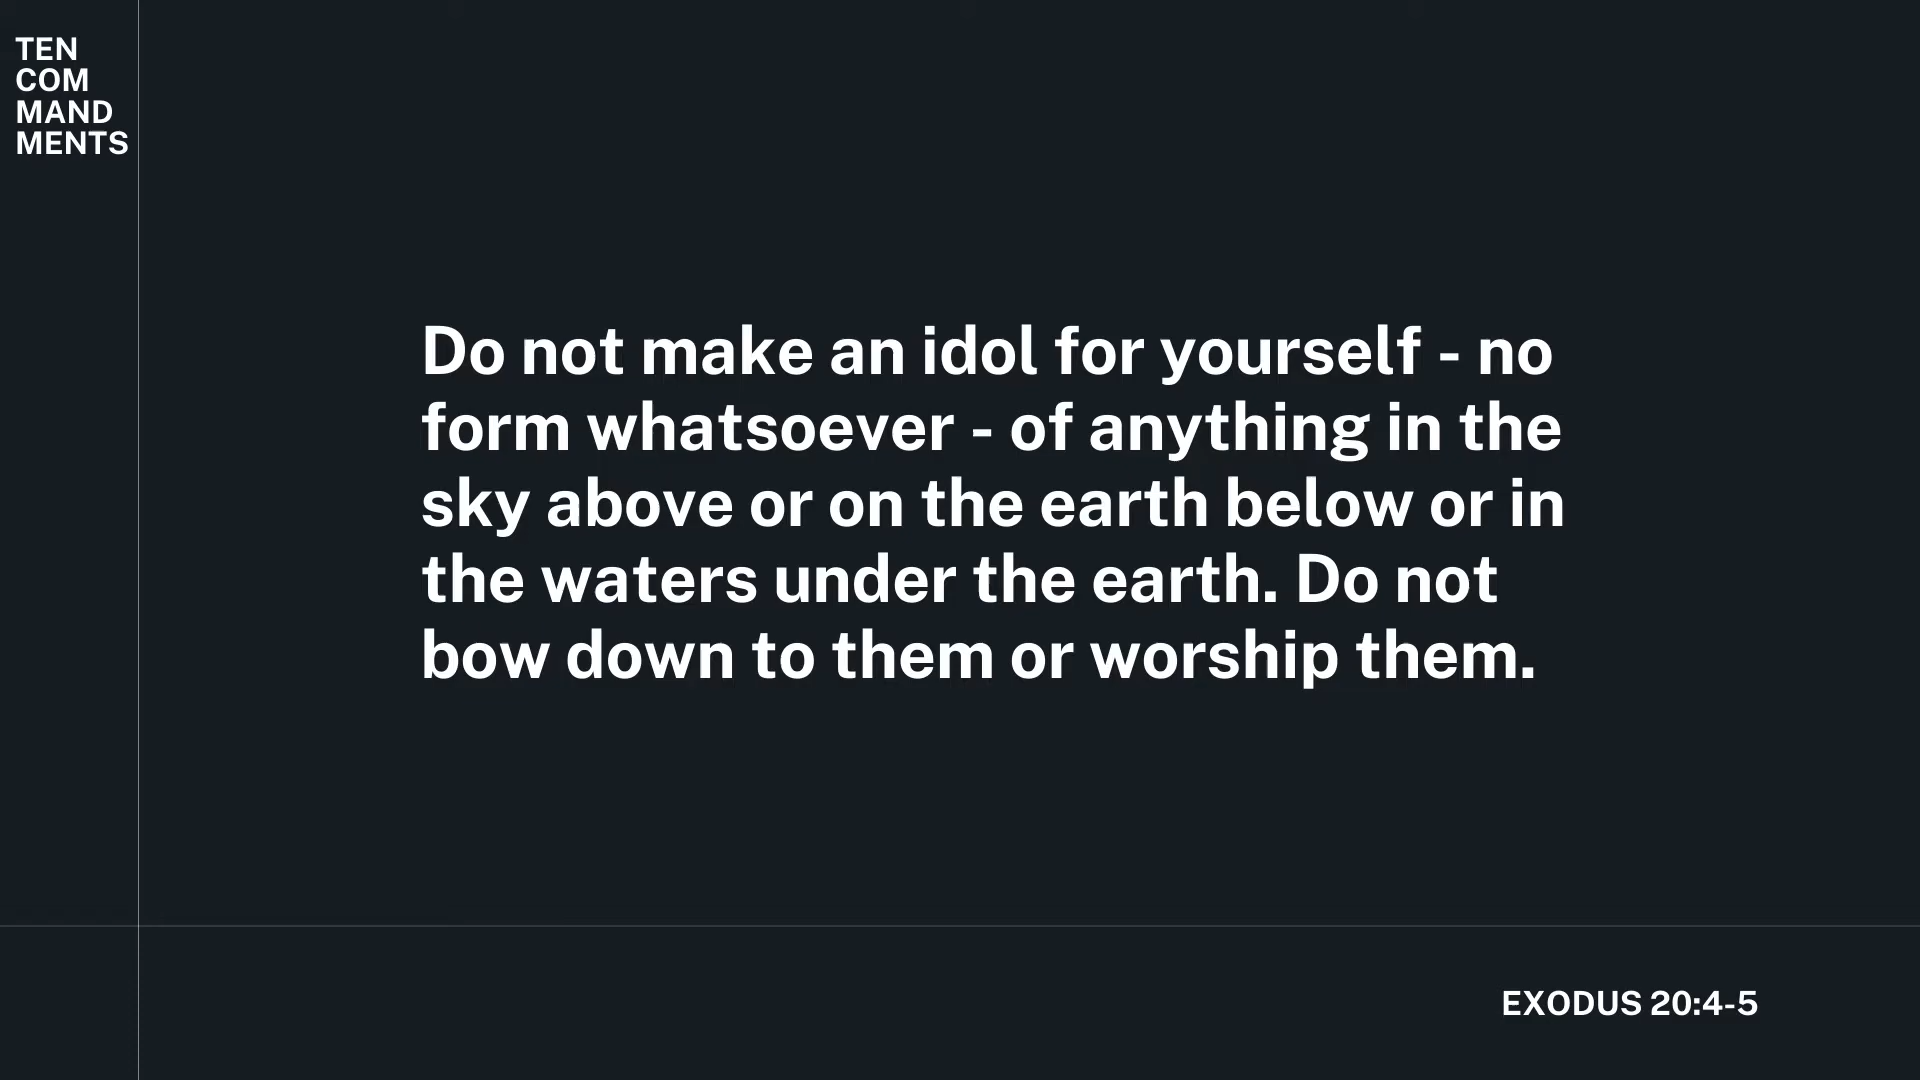 TEN
COM
MAND
MENTS
Do not make an idol for yourself - no
form whatsoever - of anything in the
sky above or on the earth below or in
the waters under the earth. Do not
bow down to them or worship them.
EXODUS 20:4-5